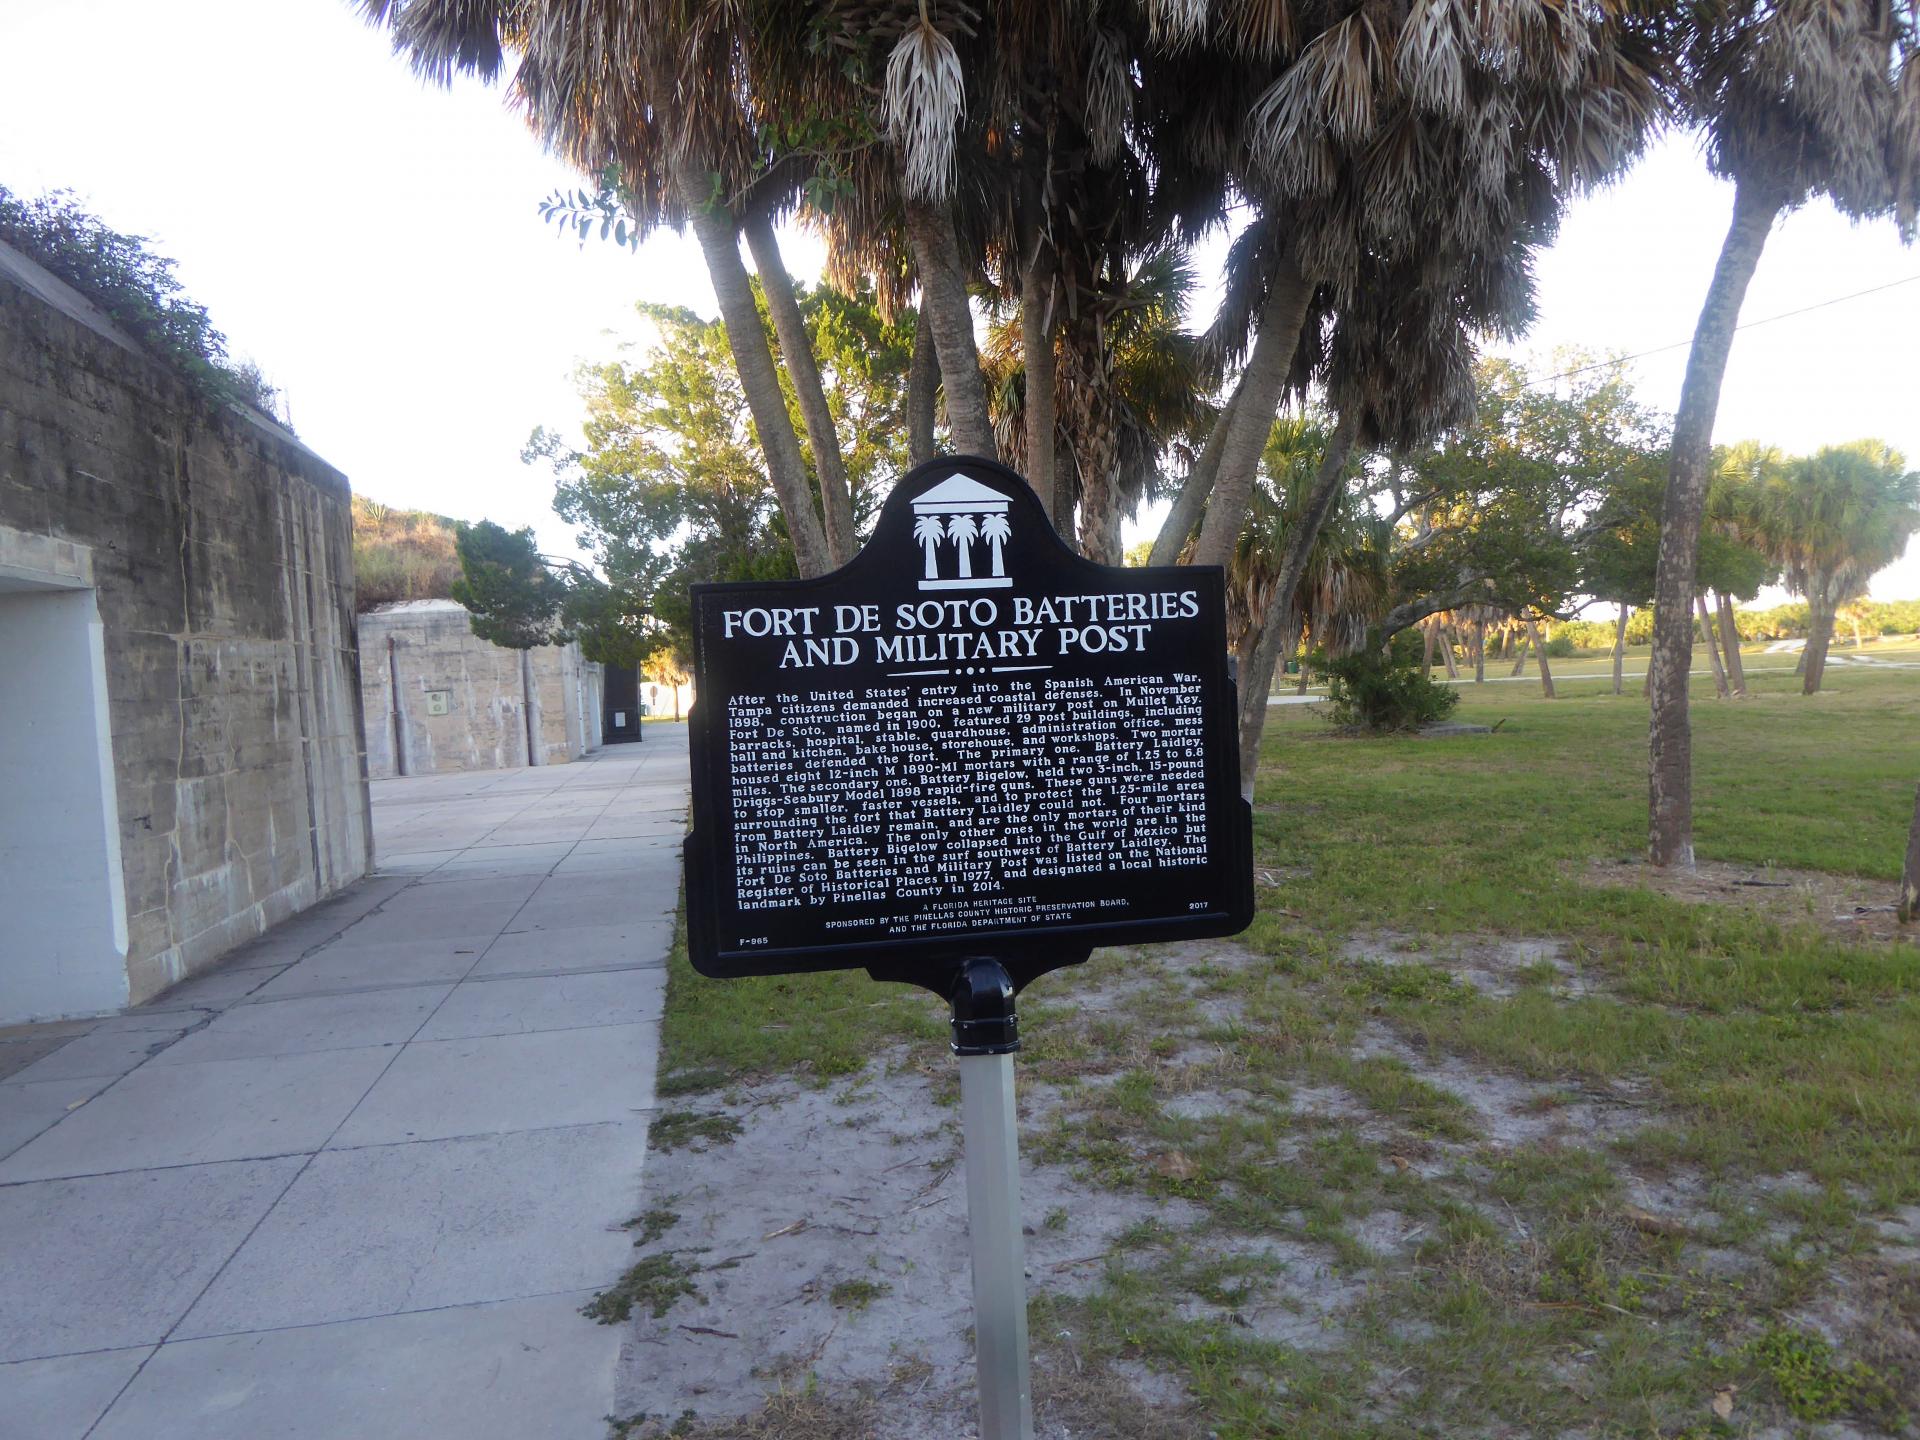 FORT DE SOTO BATTERIES
AND MILITARY POST
After the United States' entry into the Spanish American War,
Tampa citizens demanded increased coastal defenses. In November
1898, construction began on a new military post on Mullet Key.
Fort De Soto, named in 1900, featured 29 post buildings, including
barracks, hospital, stable, guardhouse, administration office, mess
hall and kitchen, bake house, storehouse, and workshops. Two mortar
batteries defended the fort. The primary one, Battery Laidley,
housed eight 12-inch M 1890-MI mortars with a range of 1.25 to 6.8
miles. The secondary one, Battery Bigelow, held two 3-inch, 15-pound
Driggs-Seabury Model 1898 rapid-fire guns. These guns were needed
to stop smaller, faster vessels, and to protect the 1.25-mile area
surrounding the fort that Battery Laidley could not. Four mortars
from Battery Laidley remain, and are the only mortars of their kind
in North America. The only other ones in the world are in the
Philippines. Battery Bigelow collapsed into the Gulf of Mexico but
its ruins can be seen in the surf southwest of Battery Laidley. The
Fort De Soto Batteries and Military Post was listed on the National
Register of Historical Places in 1977, and designated a local historic
landmark by Pinellas County in 2014.
A FLORIDA HERITAGE SITE
SPONSORED BY THE PINELLAS COUNTY HISTORIC PRESERVATION BOARD,
AND THE FLORIDA DEPARTMENT OF STATE
F-965
2017